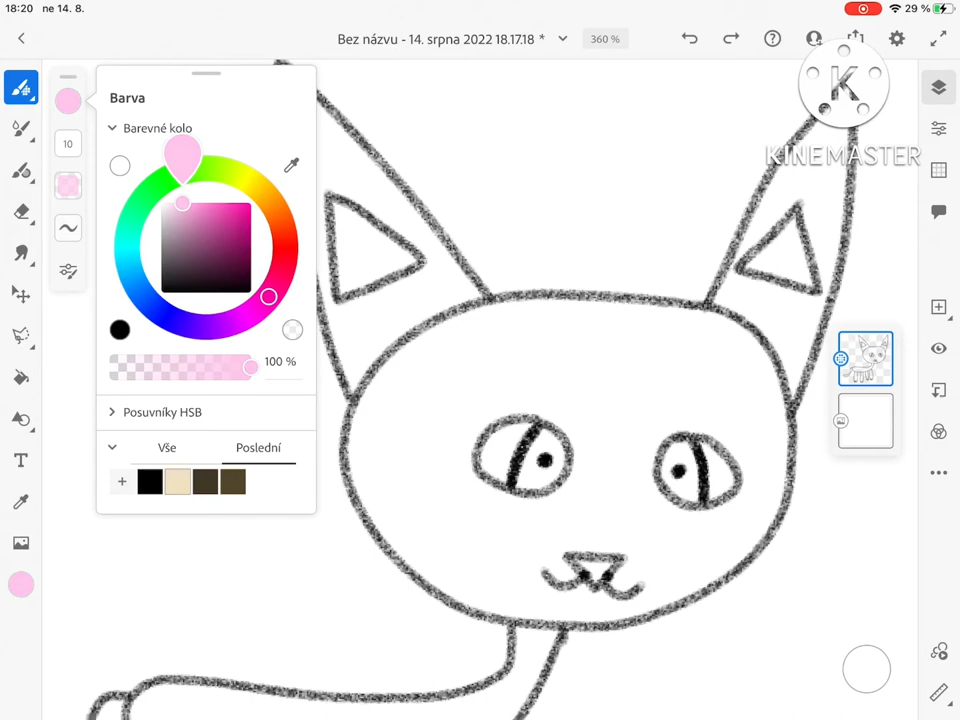 18:20 ne 14. 8.
29 %
Bez názvu - 14. srpna 2022 18.17.18 *
360 %
K
KINEMASTER
Barva
Barevné kolo
10
100 %
Posuvníky HSB
Vše
Poslední
T